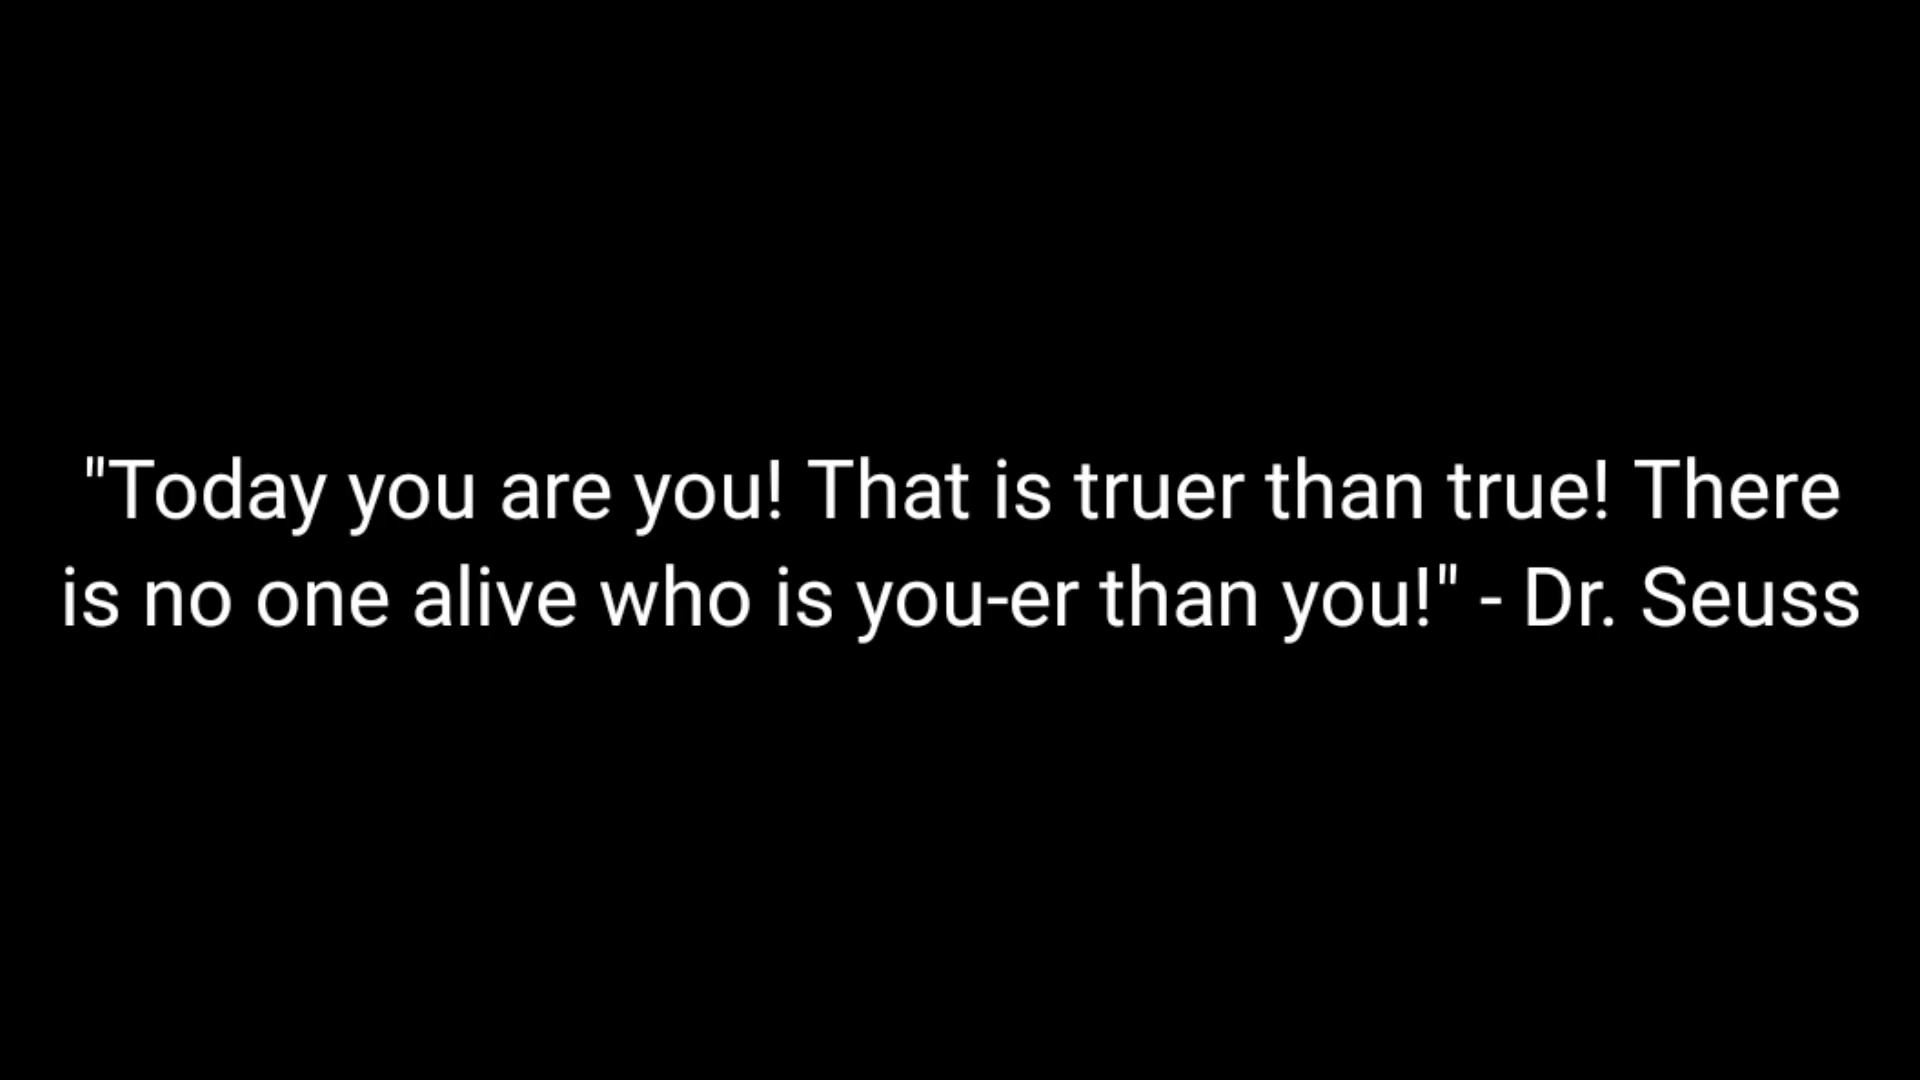 "Today you are you! That is truer than true! There
is no one alive who is you-er than you!" - Dr. Seuss